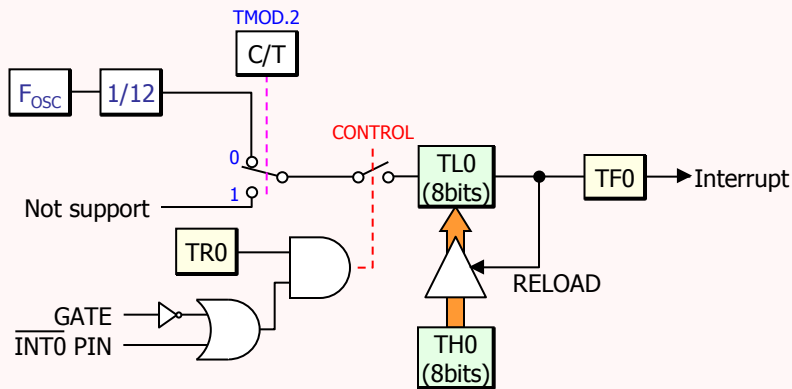 TMOD.2
C/T
FOSC
1/12
CONTROL
0
TL0
(8bits)
TF0
Interrupt
1
Not support
TR0
RELOAD
GATE
INT0 PIN
TH0
(8bits)